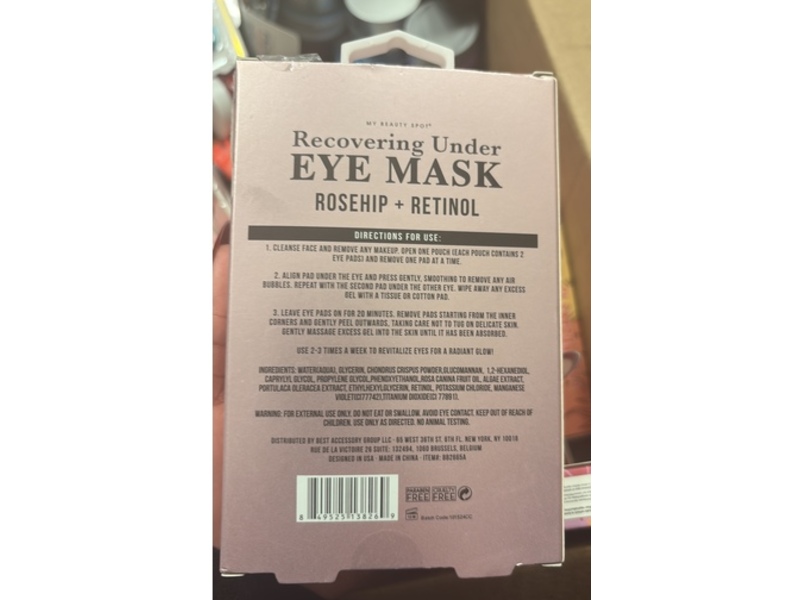 MY BEAUTY SPOT®
Recovering Under
EYE MASK
ROSEHIP + RETINOL
DIRECTIONS FOR USE:
1. CLEANSE FACE AND REMOVE ANY MAKEUP. OPEN ONE POUCH (EACH POUCH CONTAINS 2
EYE PADS) AND REMOVE ONE PAD AT A TIME.
2. ALIGN PAD UNDER THE EYE AND PRESS GENTLY, SMOOTHING TO REMOVE ANY AIR
BUBBLES. REPEAT WITH THE SECOND PAD UNDER THE OTHER EYE. WIPE AWAY ANY EXCESS
GEL WITH A TISSUE OR COTTON PAD.
3. LEAVE EYE PADS ON FOR 20 MINUTES. REMOVE PADS STARTING FROM THE INNER
CORNERS AND GENTLY PEEL OUTWARDS, TAKING CARE NOT TO TUG ON DELICATE SKIN.
GENTLY MASSAGE EXCESS GEL INTO THE SKIN UNTIL IT HAS BEEN ABSORBED.
USE 2-3 TIMES A WEEK TO REVITALIZE EYES FOR A RADIANT GLOW!
INGREDIENTS: WATER(AQUA), GLYCERIN, CHONDRUS CRISPUS POWDER,GLUCOMANNAN, 1,2-HEXANEDIOL,
CAPRYLYL GLYCOL, PROPYLENE GLYCOL,PHENOXYETHANOL,ROSA CANINA FRUIT OIL, ALGAE EXTRACT,
PORTULACA OLERACEA EXTRACT, ETHYLHEXYLGLYCERIN, RETINOL, POTASSIUM CHLORIDE, MANGANESE
VIOLET(CI77742),TITANIUM DIOXIDE(CI 77891).
WARNING: FOR EXTERNAL USE ONLY. DO NOT EAT OR SWALLOW. AVOID EYE CONTACT. KEEP OUT OF REACH OF
CHILDREN. USE ONLY AS DIRECTED. NO ANIMAL TESTING.
DISTRIBUTED BY BEST ACCESSORY GROUP LLC · 65 WEST 36TH ST, 8TH FL, NEW YORK, NY 10018
RUE DE LA VICTOIRE 26 SUITE: 132494, 1060 BRUSSELS, BELGIUM
DESIGNED IN USA · MADE IN CHINA · ITEM#: BB2985A
PARABEN FREE CRUELTY FREE
8 49525 13826 9